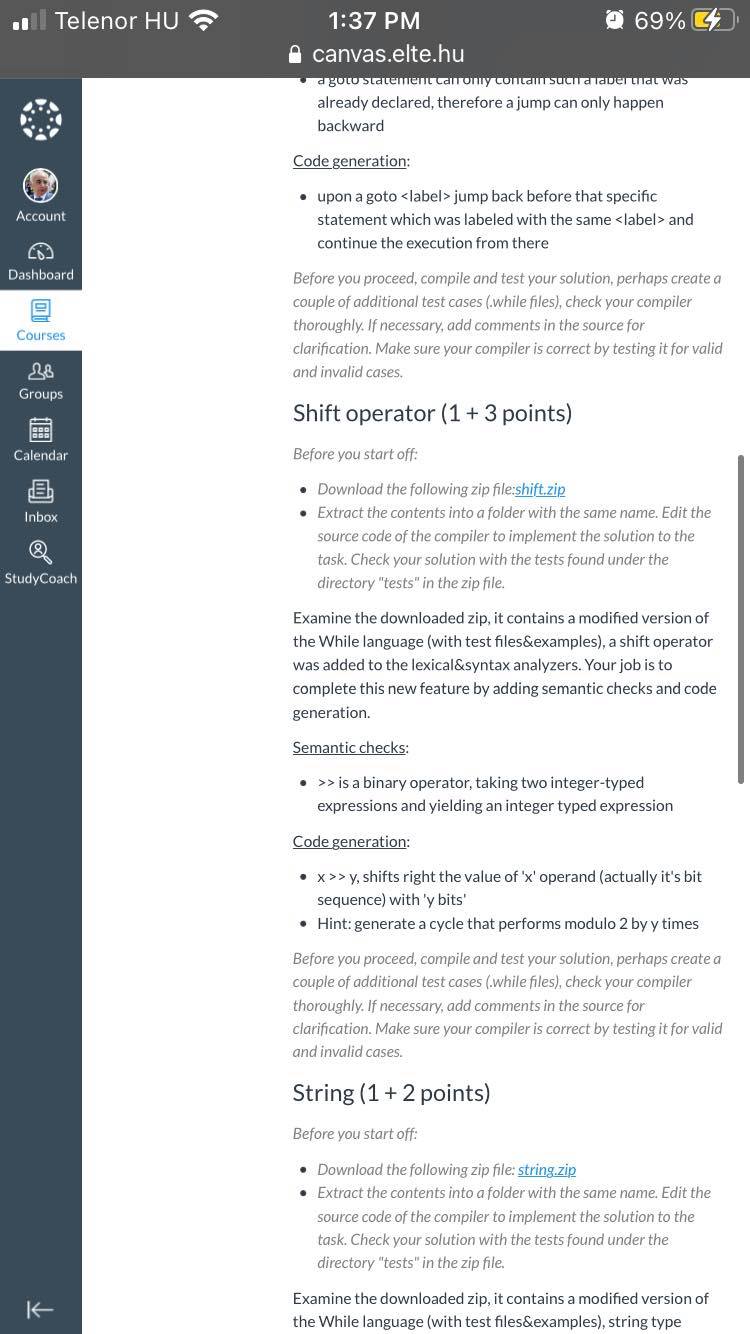 Telenor HU
1:37 PM
69%
canvas.elte.hu
a goto statement can only contain such a label that was
already declared, therefore a jump can only happen
backward
Code generation:
• upon a goto <label> jump back before that specific
statement which was labeled with the same <label> and
continue the execution from there
Before you proceed, compile and test your solution, perhaps create a
couple of additional test cases (.while files), check your compiler
thoroughly. If necessary, add comments in the source for
clarification. Make sure your compiler is correct by testing it for valid
and invalid cases.
Shift operator (1 + 3 points)
Before you start off:
• Download the following zip file:shift.zip
• Extract the contents into a folder with the same name. Edit the
source code of the compiler to implement the solution to the
task. Check your solution with the tests found under the
directory "tests" in the zip file.
Examine the downloaded zip, it contains a modified version of
the While language (with test files&examples), a shift operator
was added to the lexical&syntax analyzers. Your job is to
complete this new feature by adding semantic checks and code
generation.
Semantic checks:
• >> is a binary operator, taking two integer-typed
expressions and yielding an integer typed expression
Code generation:
• x >> y, shifts right the value of 'x' operand (actually it's bit
sequence) with 'y bits'
• Hint: generate a cycle that performs modulo 2 by y times
Before you proceed, compile and test your solution, perhaps create a
couple of additional test cases (.while files), check your compiler
thoroughly. If necessary, add comments in the source for
clarification. Make sure your compiler is correct by testing it for valid
and invalid cases.
String (1 + 2 points)
Before you start off:
• Download the following zip file: string.zip
• Extract the contents into a folder with the same name. Edit the
source code of the compiler to implement the solution to the
task. Check your solution with the tests found under the
directory "tests" in the zip file.
Examine the downloaded zip, it contains a modified version of
the While language (with test files&examples), string type
Account
Dashboard
Courses
Groups
Calendar
Inbox
StudyCoach